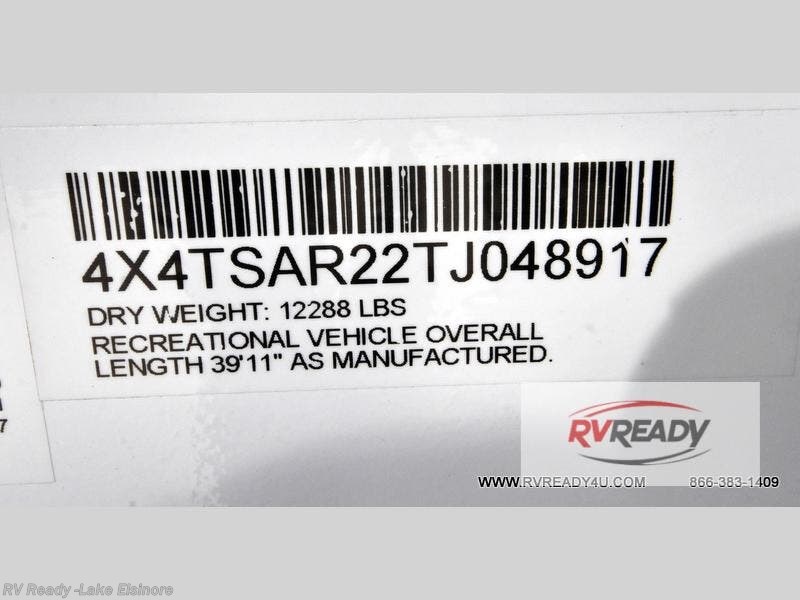 4X4TSAR22TJ048917
DRY WEIGHT: 12288 LBS
RECREATIONAL VEHICLE OVERALL
LENGTH 39'11" AS MANUFACTURED.
7
RVREADY
WWW.RVREADY4U.COM 866-383-1409
RV Ready -Lake Elsinore